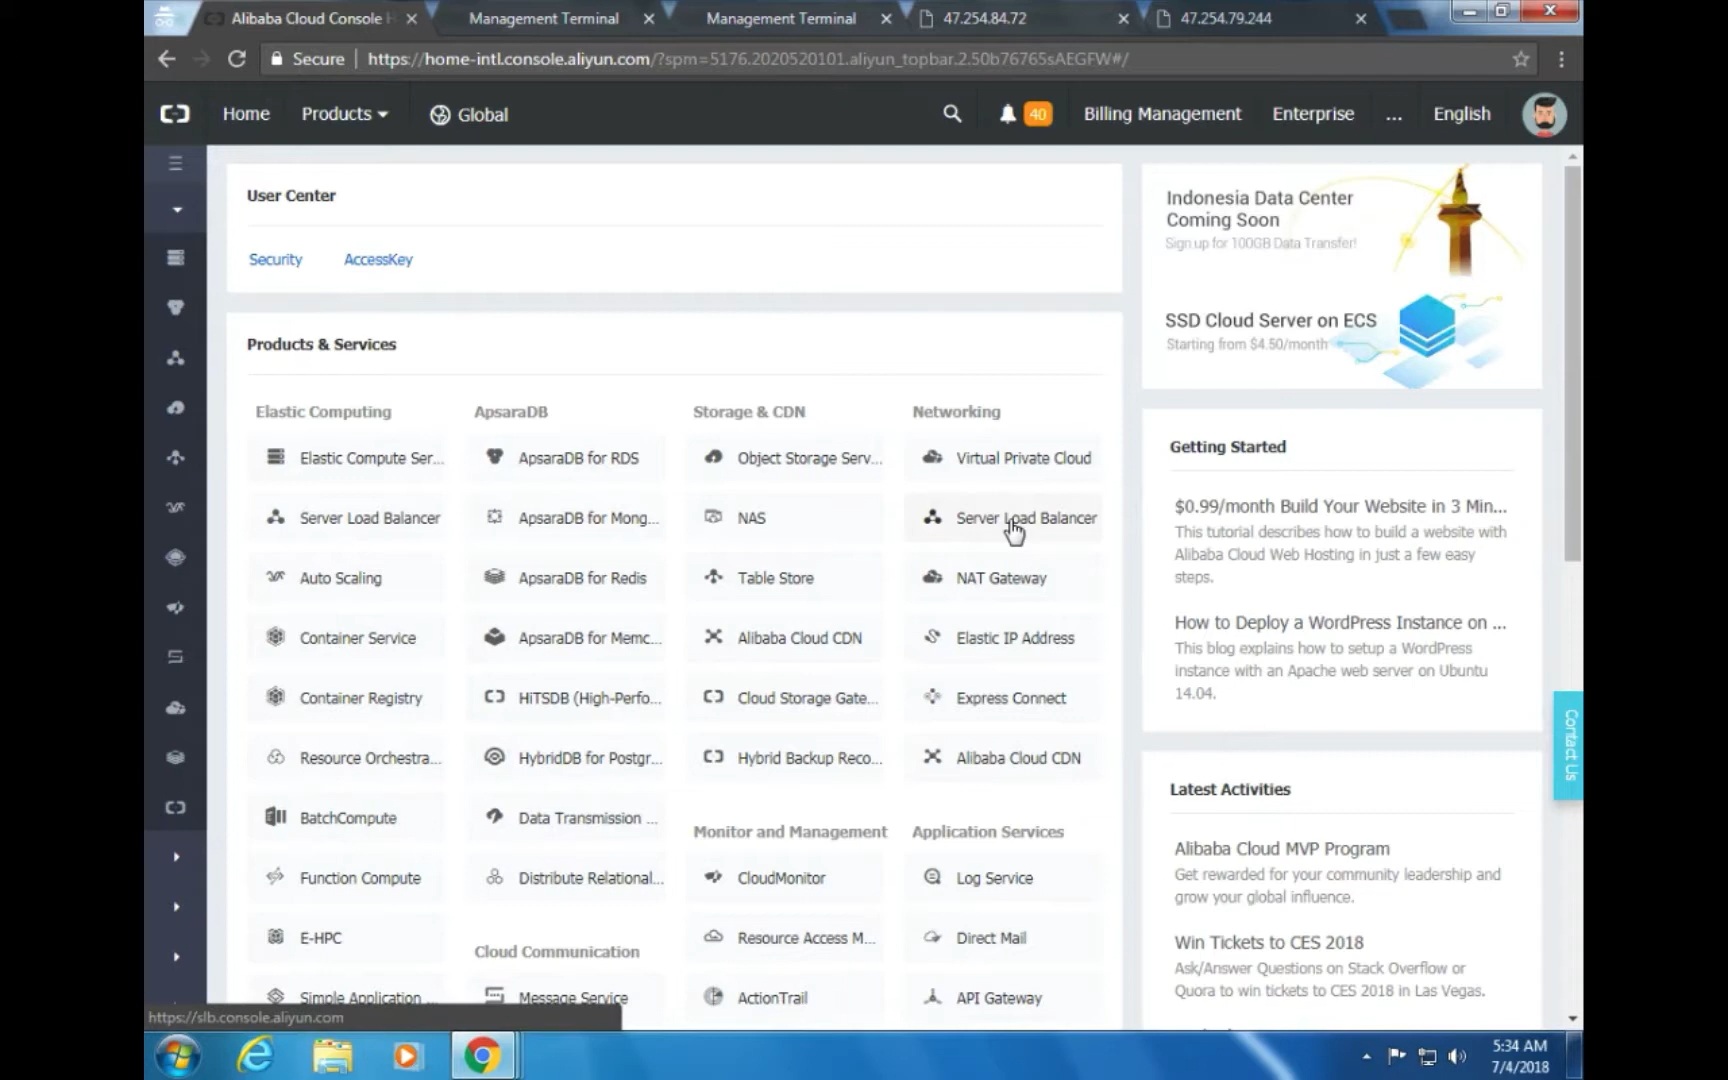 Alibaba Cloud Console H
Management Terminal
Management Terminal
47.254.84.72
47.254.79.244
Secure
https://home-intl.console.aliyun.com/?spm=5176.2020520101.aliyun_topbar.2.50b76765sAEGFW#/
Home
Products
Global
40
Billing Management
Enterprise
...
English
User Center
Security
AccessKey
Products & Services
Elastic Computing
Elastic Compute Ser...
Server Load Balancer
Auto Scaling
Container Service
Container Registry
Resource Orchestra...
BatchCompute
Function Compute
E-HPC
Simple Application ...
ApsaraDB
ApsaraDB for RDS
ApsaraDB for Mong...
ApsaraDB for Redis
ApsaraDB for Memc...
HiTSDB (High-Perfo...
HybridDB for Postgr...
Data Transmission ...
Distribute Relational...
Cloud Communication
Message Service
Storage & CDN
Object Storage Serv...
NAS
Table Store
Alibaba Cloud CDN
Cloud Storage Gate...
Hybrid Backup Reco...
Monitor and Management
CloudMonitor
Resource Access M...
ActionTrail
Networking
Virtual Private Cloud
Server Load Balancer
NAT Gateway
Elastic IP Address
Express Connect
Alibaba Cloud CDN
Application Services
Log Service
Direct Mail
API Gateway
Indonesia Data Center
Coming Soon
Sign up for 100GB Data Transfer!
SSD Cloud Server on ECS
Starting from $4.50/month
Getting Started
$0.99/month Build Your Website in 3 Min...
This tutorial describes how to build a website with
Alibaba Cloud Web Hosting in just a few easy
steps.
How to Deploy a WordPress Instance on ...
This blog explains how to setup a WordPress
instance with an Apache web server on Ubuntu
14.04.
Latest Activities
Alibaba Cloud MVP Program
Get rewarded for your community leadership and
grow your global influence.
Win Tickets to CES 2018
Ask/Answer Questions on Stack Overflow or
Quora to win tickets to CES 2018 in Las Vegas.
Contact Us
https://slb.console.aliyun.com
5:34 AM
7/4/2018